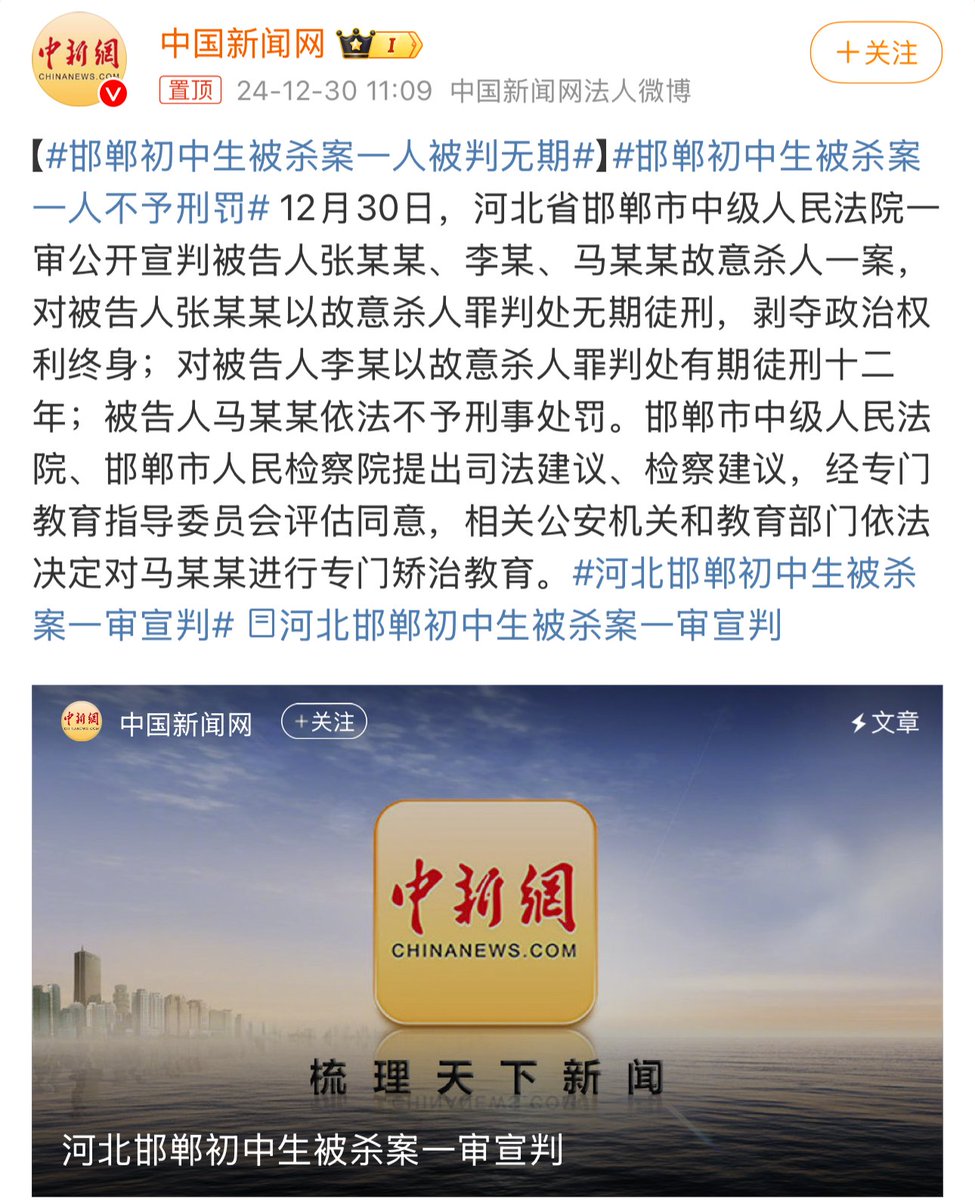 中新網
CHINANEWS.COM
中国新闻网 I
+关注
置顶 24-12-30 11:09 中国新闻网法人微博
【#邯郸初中生被杀案一人被判无期#】#邯郸初中生被杀案
一人不予刑罚# 12月30日，河北省邯郸市中级人民法院一
审公开宣判被告人张某某、李某、马某某故意杀人一案，
对被告人张某某以故意杀人罪判处无期徒刑，剥夺政治权
利终身；对被告人李某以故意杀人罪判处有期徒刑十二
年；被告人马某某依法不予刑事处罚。邯郸市中级人民法
院、邯郸市人民检察院提出司法建议、检察建议，经专门
教育指导委员会评估同意，相关公安机关和教育部门依法
决定对马某某进行专门矫治教育。#河北邯郸初中生被杀
案一审宣判# 河北邯郸初中生被杀案一审宣判
中新網
中国新闻网
+关注
文章
中新網
CHINANEWS.COM
梳理天下新闻
CHINANEWS.COM
河北邯郸初中生被杀案一审宣判